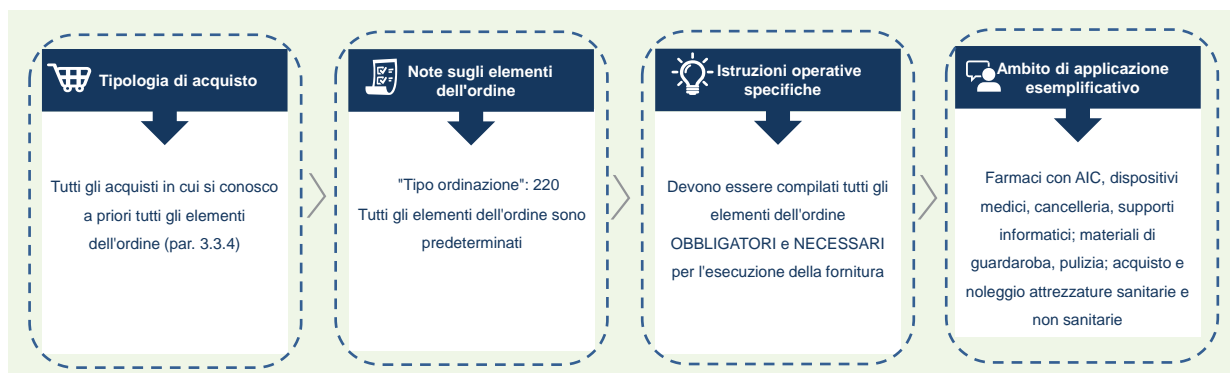 Tipologia di acquisto
Tutti gli acquisti in cui si conosco
a priori tutti gli elementi
dell'ordine (par. 3.3.4)
Note sugli elementi
dell'ordine
"Tipo ordinazione": 220
Tutti gli elementi dell'ordine sono
predeterminati
Istruzioni operative
specifiche
Devono essere compilati tutti gli
elementi dell'ordine
OBBLIGATORI e NECESSARI
per l'esecuzione della fornitura
Ambito di applicazione
esemplificativo
Farmaci con AIC, dispositivi
medici, cancelleria, supporti
informatici; materiali di
guardaroba, pulizia; acquisto e
noleggio attrezzature sanitarie e
non sanitarie